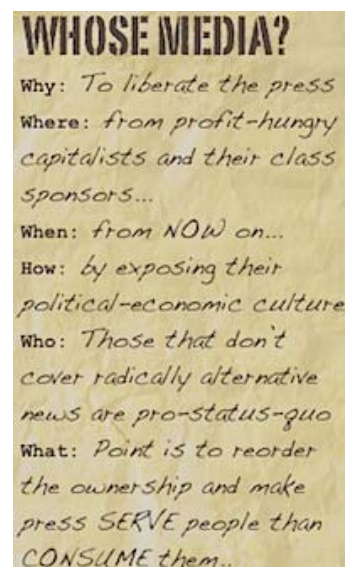 WHOSE MEDIA?
Why: To liberate the press
Where: from profit-hungry
capitalists and their class
sponsors...
When: from NOW on...
How: by exposing their
political-economic culture
Who: Those that don't
cover radically alternative
news are pro-status-quo
What: Point is to reorder
the ownership and make
press SERVE people than
CONSUME them..